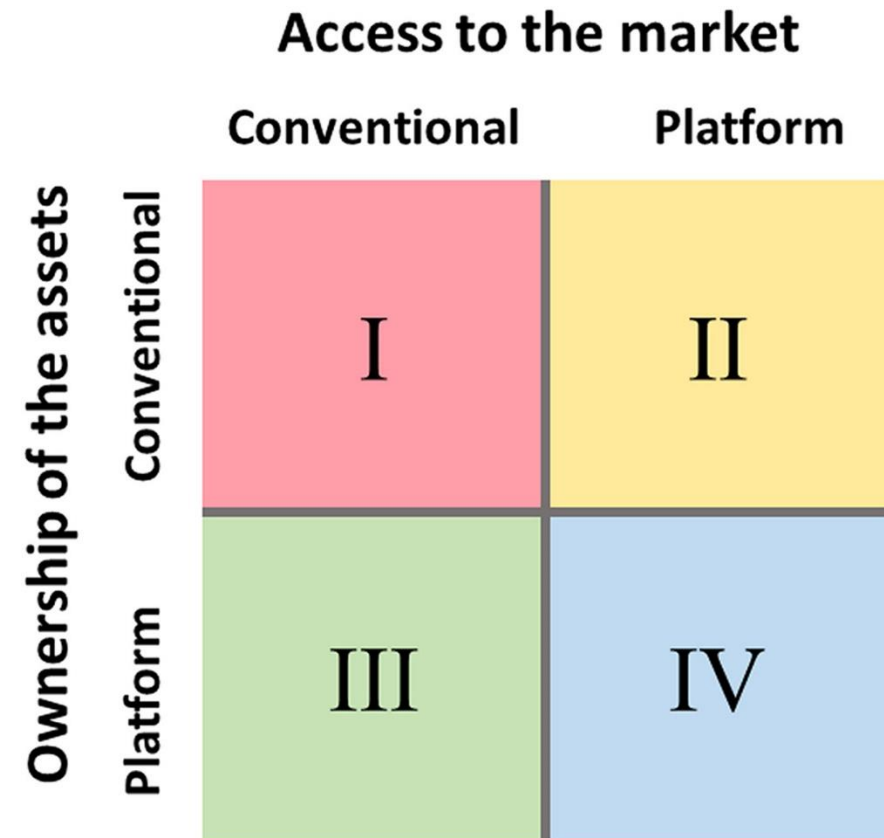 Access to the market
Conventional Platform
Ownership of the assets
Conventional
I II
Platform
III IV